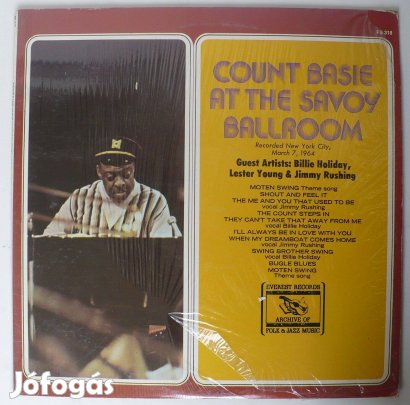 FS 318
COUNT BASIE
AT THE SAVOY
BALLROOM
Recorded New York City,
March 7, 1964
Guest Artists: Billie Holiday,
Lester Young & Jimmy Rushing
MOTEN SWING Theme song
SHOUT AND FEEL IT
THE ME AND YOU THAT USED TO BE
vocal Jimmy Rushing
THE COUNT STEPS IN
THEY CAN'T TAKE THAT AWAY FROM ME
vocal Billie Holiday
I'LL ALWAYS BE IN LOVE WITH YOU
WHEN MY DREAMBOAT COMES HOME
vocal Jimmy Rushing
SWING BROTHER SWING
vocal Billie Holiday
BUGLE BLUES
MOTEN SWING
Theme song
EVEREST RECORDS
ARCHIVE OF
FOLK & JAZZ MUSIC
Jófogás